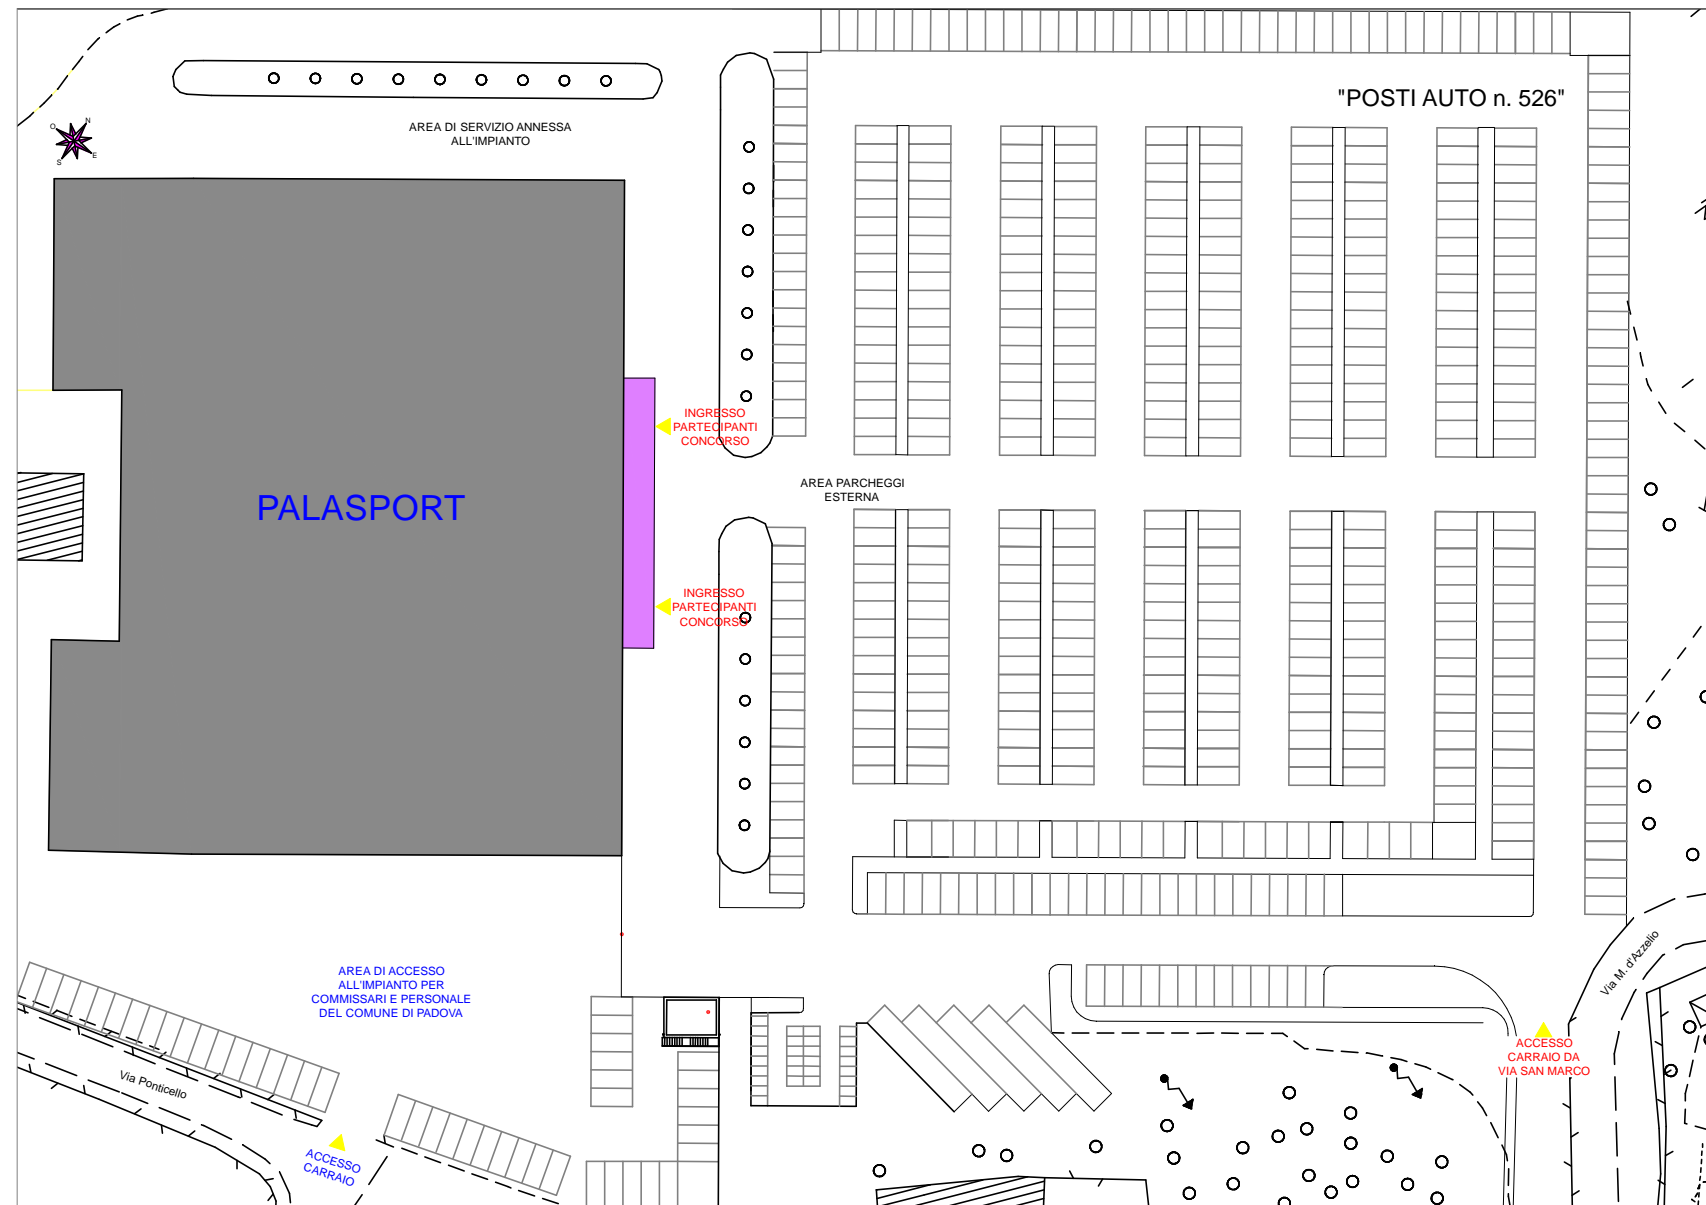 "POSTI AUTO n. 526"
AREA DI SERVIZIO ANNESSA
ALL'IMPIANTO
O
N
S
E
INGRESSO
PARTECIPANTI
CONCORSO
PALASPORT
AREA PARCHEGGI
ESTERNA
INGRESSO
PARTECIPANTI
CONCORSO
AREA DI ACCESSO
ALL'IMPIANTO PER
COMMISSARI E PERSONALE
DEL COMUNE DI PADOVA
Via M. d'Azzelio
ACCESSO
CARRAIO DA
VIA SAN MARCO
Via Ponticello
ACCESSO
CARRAIO